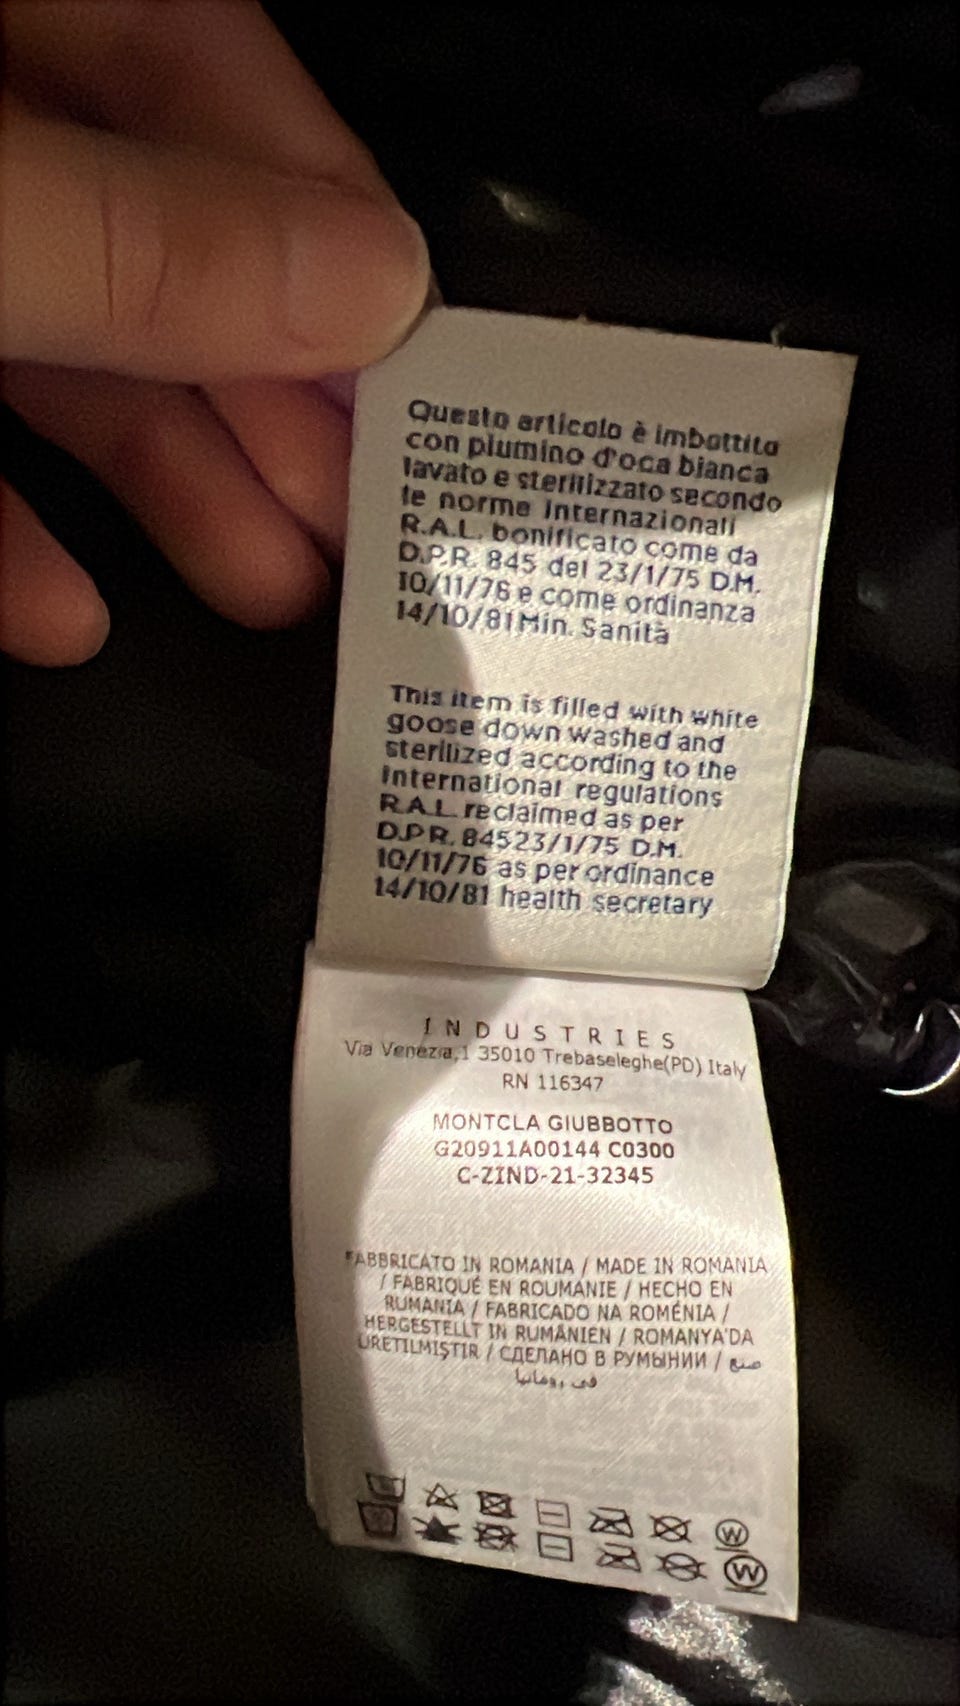 Questo articolo è imbottito
con piumino d'oca bianca
lavato e sterilizzato secondo
le norme internazionali
R.A.L. bonificato come da
D.P.R. 845 del 23/1/75 D.M.
10/11/76 e come ordinanza
14/10/81 Min. Sanità
This item is filled with white
goose down washed and
sterilized according to the
international regulations
R.A.L. reclaimed as per
D.P.R. 845 23/1/75 D.M.
10/11/76 as per ordinance
14/10/81 health secretary
INDUSTRIES
Via Venezia,1 35010 Trebaseleghe(PD) Italy
RN 116347
MONTCLA GIUBBOTTO
G20911A00144 C0300
C-ZIND-21-32345
FABBRICATO IN ROMANIA / MADE IN ROMANIA
/ FABRIQUÉ EN ROUMANIE / HECHO EN
RUMANIA / FABRICADO NA ROMÉNIA /
HERGESTELLT IN RUMÄNIEN / ROMANYA'DA
ÜRETILMIŞTIR / СДЕЛАНО В РУМЫНИИ / صنع
في رومانيا
W
W